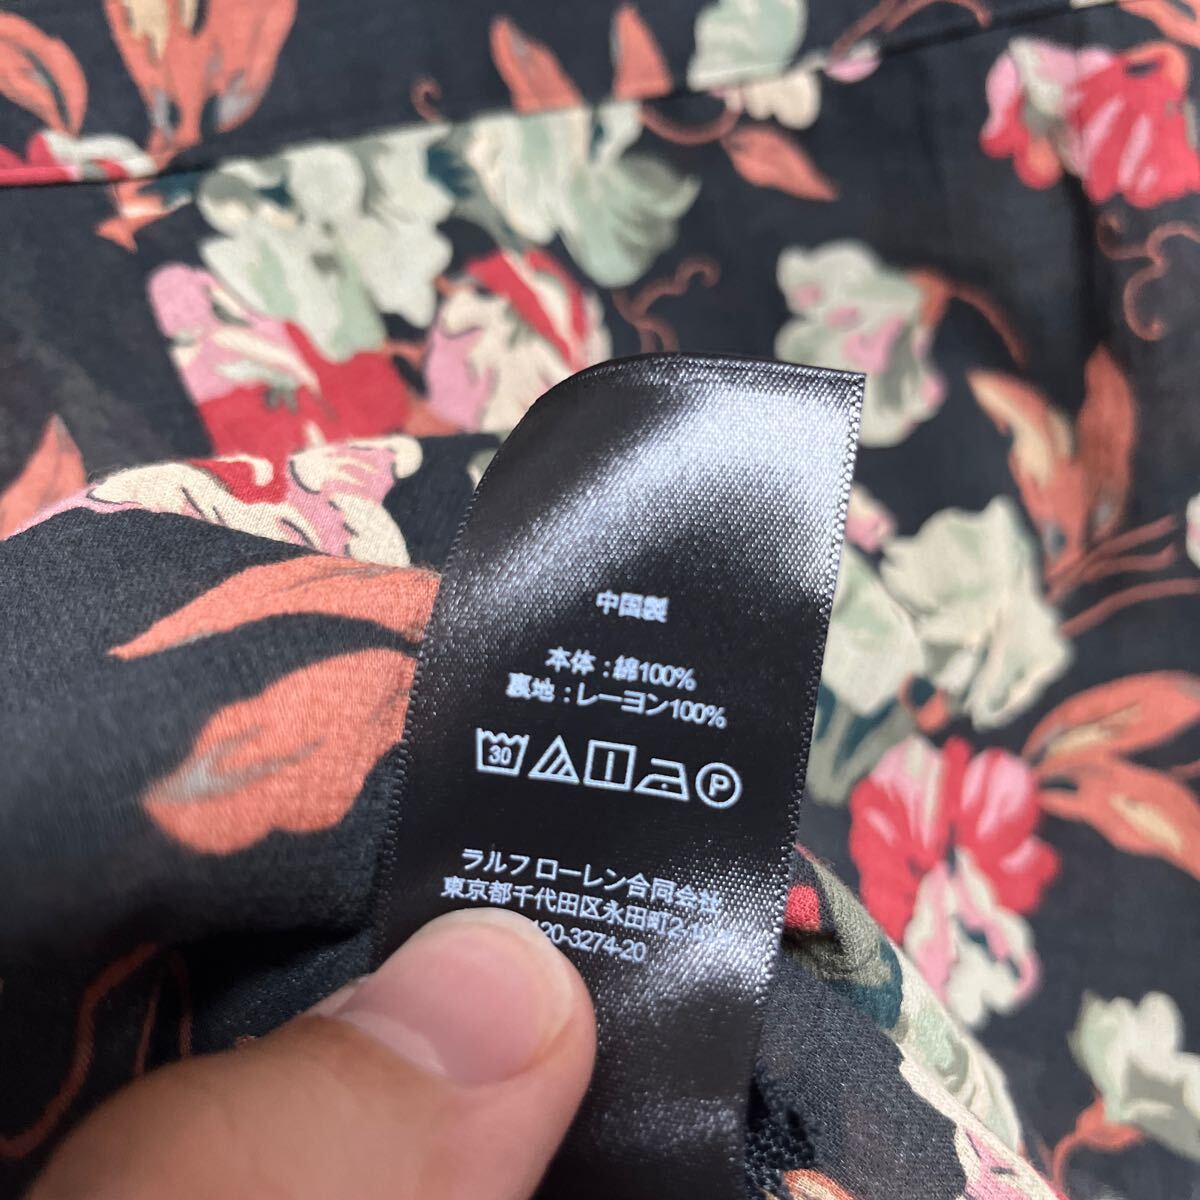 中国製
本体:綿100%
裏地:レーヨン100%
30 P
ラルフ ローレン合同会社
東京都千代田区永田町2-
120-3274-20